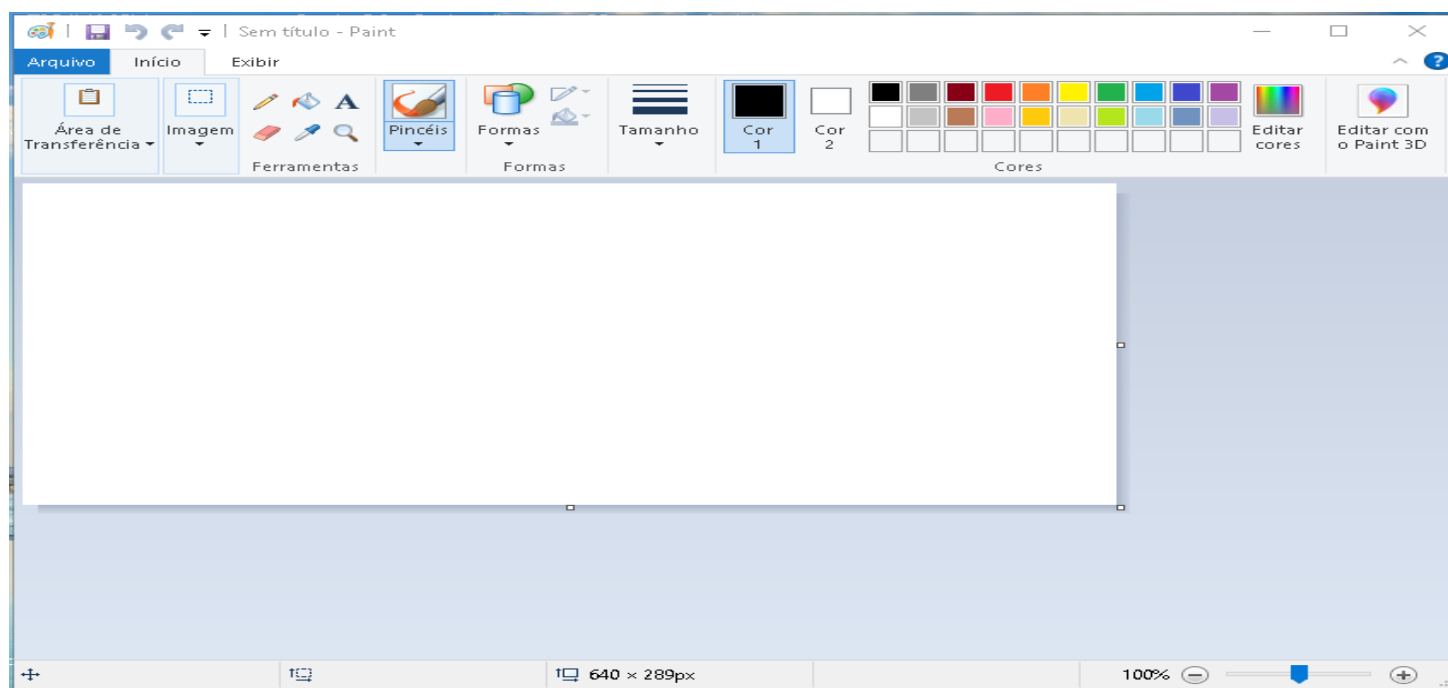 Sem título - Paint
Arquivo Início Exibir
?
Área de Transferência
Imagem
A
Ferramentas
Pincéis
Formas
Formas
Tamanho
Cor 1
Cor 2
Editar cores
Cores
Editar com o Paint 3D
640 × 289px
100%